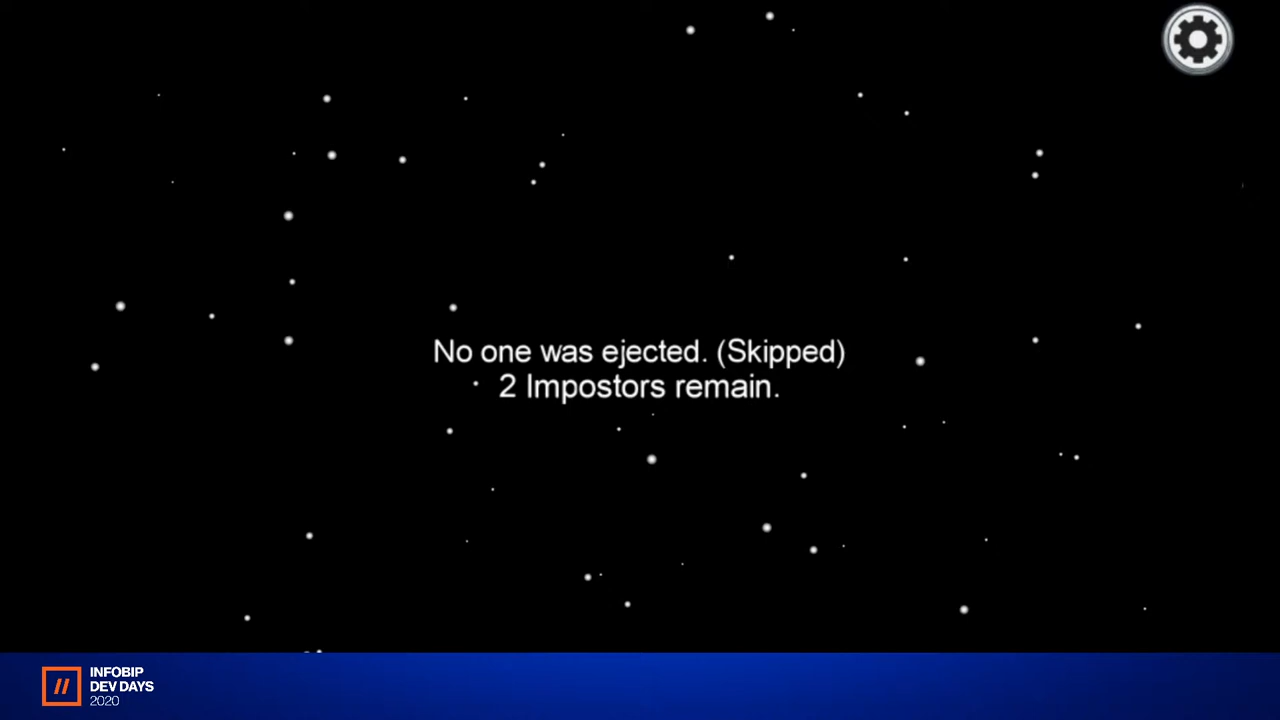 No one was ejected. (Skipped)
2 Impostors remain.
INFOBIP
DEV DAYS
2020